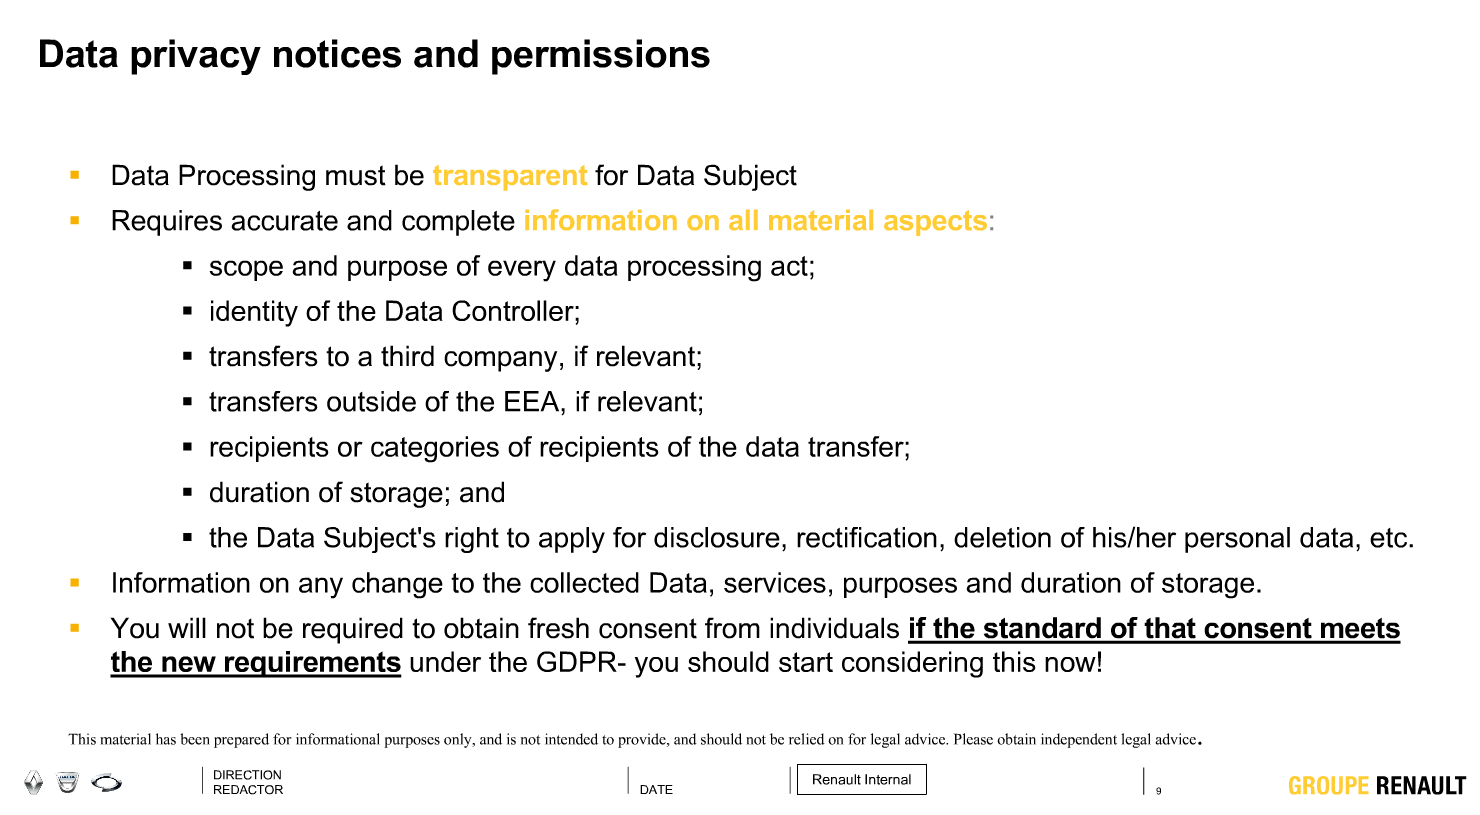 Data privacy notices and permissions
▪ Data Processing must be transparent for Data Subject
▪ Requires accurate and complete information on all material aspects:
▪ scope and purpose of every data processing act;
▪ identity of the Data Controller;
▪ transfers to a third company, if relevant;
▪ transfers outside of the EEA, if relevant;
▪ recipients or categories of recipients of the data transfer;
▪ duration of storage; and
▪ the Data Subject's right to apply for disclosure, rectification, deletion of his/her personal data, etc.
▪ Information on any change to the collected Data, services, purposes and duration of storage.
▪ You will not be required to obtain fresh consent from individuals if the standard of that consent meets
the new requirements under the GDPR- you should start considering this now!
This material has been prepared for informational purposes only, and is not intended to provide, and should not be relied on for legal advice. Please obtain independent legal advice.
DIRECTION
REDACTOR
DATE
Renault Internal
9
GROUPE RENAULT